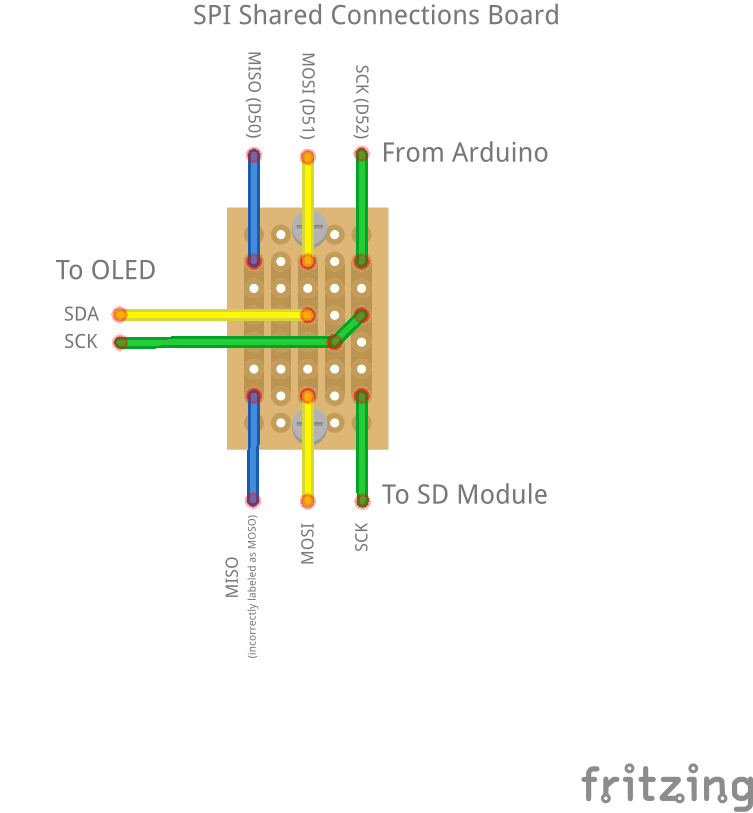 SPI Shared Connections Board
MISO (D50)
MOSI (D51)
SCK (D52)
From Arduino
To OLED
SDA
SCK
To SD Module
MISO
(incorrectly labeled as MOSO)
MOSI
SCK
fritzing